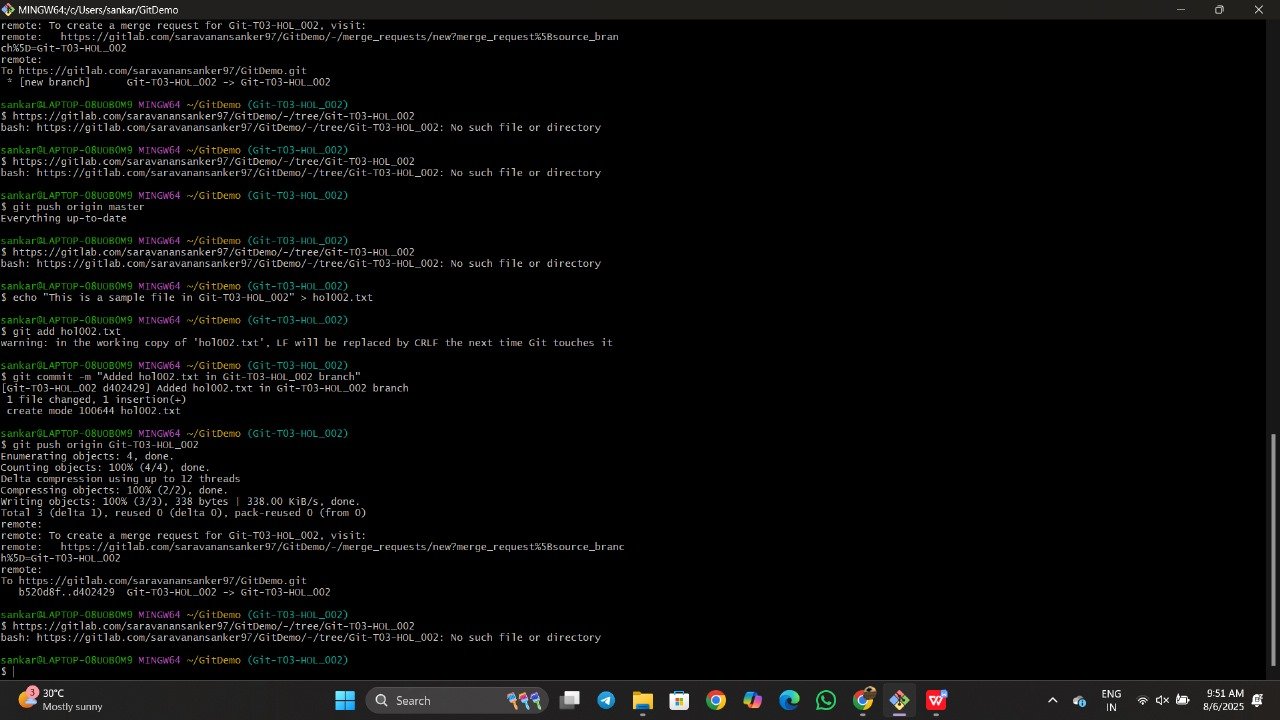 MINGW64:/c/Users/sankar/GitDemo
remote: To create a merge request for Git-T03-HOL_002, visit:
remote:   https://gitlab.com/saravanansanker97/GitDemo/-/merge_requests/new?merge_request%5Bsource_bran
ch%5D=Git-T03-HOL_002
remote:
To https://gitlab.com/saravanansanker97/GitDemo.git
 * [new branch]      Git-T03-HOL_002 -> Git-T03-HOL_002
sankar@LAPTOP-08UOB0M9 MINGW64 ~/GitDemo (Git-T03-HOL_002)
$ https://gitlab.com/saravanansanker97/GitDemo/-/tree/Git-T03-HOL_002
bash: https://gitlab.com/saravanansanker97/GitDemo/-/tree/Git-T03-HOL_002: No such file or directory
sankar@LAPTOP-08UOB0M9 MINGW64 ~/GitDemo (Git-T03-HOL_002)
$ https://gitlab.com/saravanansanker97/GitDemo/-/tree/Git-T03-HOL_002
bash: https://gitlab.com/saravanansanker97/GitDemo/-/tree/Git-T03-HOL_002: No such file or directory
sankar@LAPTOP-08UOB0M9 MINGW64 ~/GitDemo (Git-T03-HOL_002)
$ git push origin master
Everything up-to-date
sankar@LAPTOP-08UOB0M9 MINGW64 ~/GitDemo (Git-T03-HOL_002)
$ https://gitlab.com/saravanansanker97/GitDemo/-/tree/Git-T03-HOL_002
bash: https://gitlab.com/saravanansanker97/GitDemo/-/tree/Git-T03-HOL_002: No such file or directory
sankar@LAPTOP-08UOB0M9 MINGW64 ~/GitDemo (Git-T03-HOL_002)
$ echo "This is a sample file in Git-T03-HOL_002" > hol002.txt
sankar@LAPTOP-08UOB0M9 MINGW64 ~/GitDemo (Git-T03-HOL_002)
$ git add hol002.txt
warning: in the working copy of 'hol002.txt', LF will be replaced by CRLF the next time Git touches it
sankar@LAPTOP-08UOB0M9 MINGW64 ~/GitDemo (Git-T03-HOL_002)
$ git commit -m "Added hol002.txt in Git-T03-HOL_002 branch"
[Git-T03-HOL_002 d402429] Added hol002.txt in Git-T03-HOL_002 branch
 1 file changed, 1 insertion(+)
 create mode 100644 hol002.txt
sankar@LAPTOP-08UOB0M9 MINGW64 ~/GitDemo (Git-T03-HOL_002)
$ git push origin Git-T03-HOL_002
Enumerating objects: 4, done.
Counting objects: 100% (4/4), done.
Delta compression using up to 12 threads
Compressing objects: 100% (2/2), done.
Writing objects: 100% (3/3), 338 bytes | 338.00 KiB/s, done.
Total 3 (delta 1), reused 0 (delta 0), pack-reused 0 (from 0)
remote:
remote: To create a merge request for Git-T03-HOL_002, visit:
remote:   https://gitlab.com/saravanansanker97/GitDemo/-/merge_requests/new?merge_request%5Bsource_branc
h%5D=Git-T03-HOL_002
remote:
To https://gitlab.com/saravanansanker97/GitDemo.git
   b520d8f..d402429  Git-T03-HOL_002 -> Git-T03-HOL_002
sankar@LAPTOP-08UOB0M9 MINGW64 ~/GitDemo (Git-T03-HOL_002)
$ https://gitlab.com/saravanansanker97/GitDemo/-/tree/Git-T03-HOL_002
bash: https://gitlab.com/saravanansanker97/GitDemo/-/tree/Git-T03-HOL_002: No such file or directory
sankar@LAPTOP-08UOB0M9 MINGW64 ~/GitDemo (Git-T03-HOL_002)
$
3
30°C
Mostly sunny
Search
ENG
IN
9:51 AM
8/6/2025